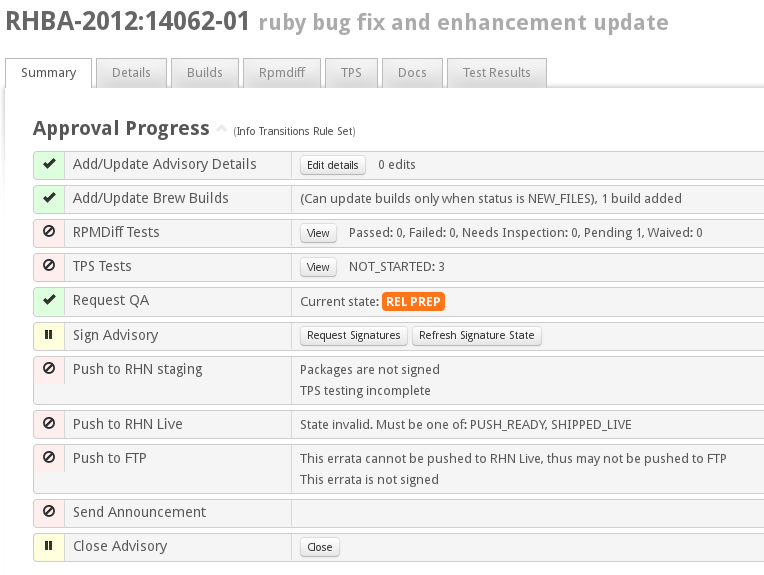 RHBA-2012:14062-01 ruby bug fix and enhancement update
Summary Details Builds Rpmdiff TPS Docs Test Results
Approval Progress (Info Transitions Rule Set)
Add/Update Advisory Details Edit details 0 edits
Add/Update Brew Builds (Can update builds only when status is NEW_FILES), 1 build added
RPMDiff Tests View Passed: 0, Failed: 0, Needs Inspection: 0, Pending 1, Waived: 0
TPS Tests View NOT_STARTED: 3
Request QA Current state: REL PREP
Sign Advisory Request Signatures Refresh Signature State
Push to RHN staging Packages are not signed
TPS testing incomplete
Push to RHN Live State invalid. Must be one of: PUSH_READY, SHIPPED_LIVE
Push to FTP This errata cannot be pushed to RHN Live, thus may not be pushed to FTP
This errata is not signed
Send Announcement
Close Advisory Close